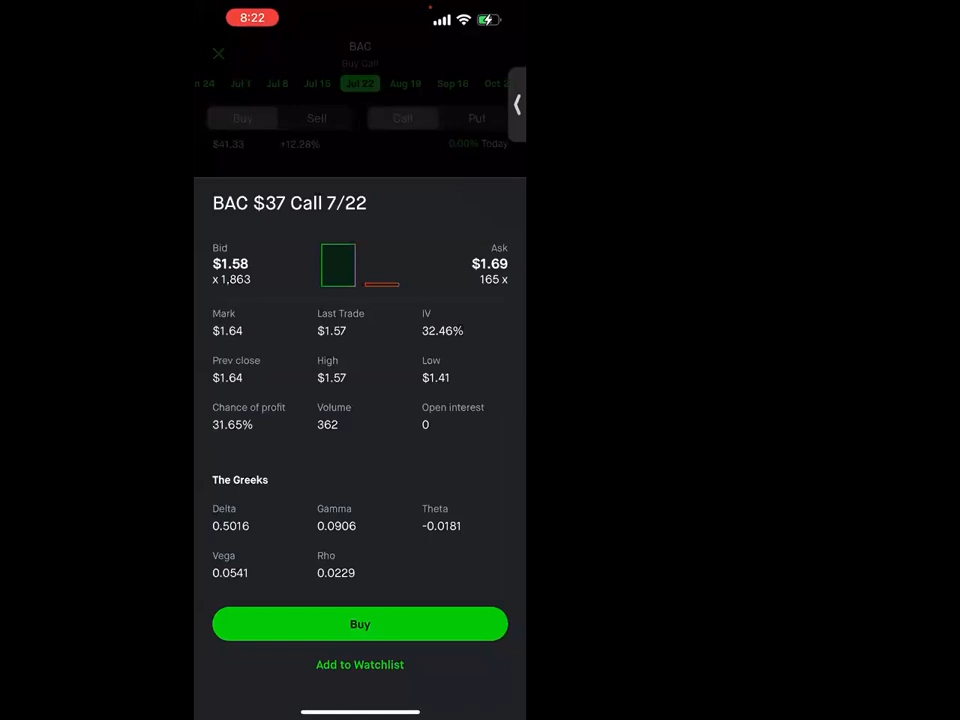 8:22
BAC
Buy Call
n 24 Jul 1 Jul 8 Jul 15 Jul 22 Aug 19 Sep 16 Oct 2
Buy Sell Call Put
$41.33 +12.28% 0.00% Today
BAC $37 Call 7/22
Bid Ask
$1.58 $1.69
x 1,863 165 x
Mark Last Trade IV
$1.64 $1.57 32.46%
Prev close High Low
$1.64 $1.57 $1.41
Chance of profit Volume Open interest
31.65% 362 0
The Greeks
Delta Gamma Theta
0.5016 0.0906 -0.0181
Vega Rho
0.0541 0.0229
Buy
Add to Watchlist